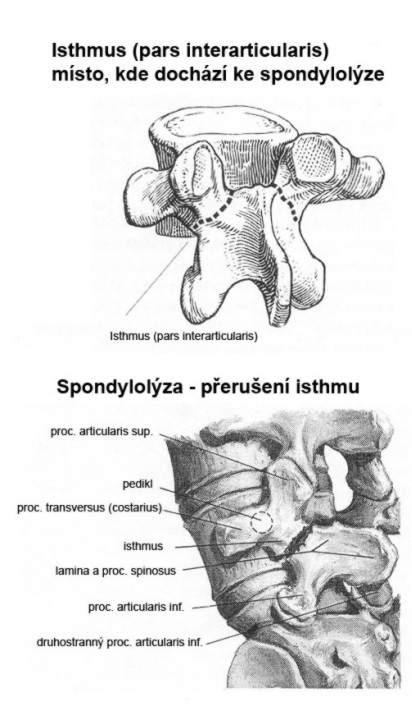 Isthmus (pars interarticularis)
místo, kde dochází ke spondylolýze
Isthmus (pars interarticularis)
Spondylolýza - přerušení isthmu
proc. articularis sup.
pedikl
proc. transversus (costarius)
isthmus
lamina a proc. spinosus
proc. articularis inf.
druhostranný proc. articularis inf.